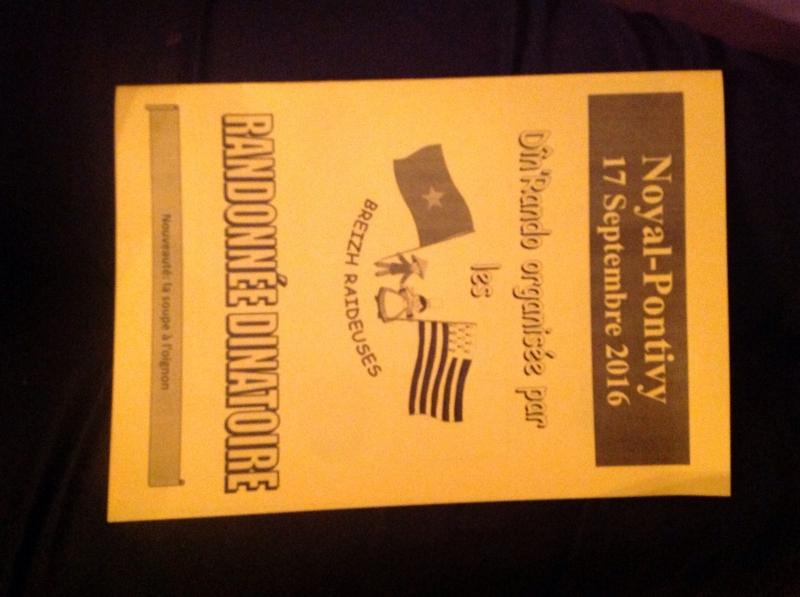 Noyal-Pontivy
17 Septembre 2016
Din'Rando organisée par
les
BREIZH RAIDEUSES
RANDONNÉE DINATOIRE
Nouveauté: la soupe à l'oignon